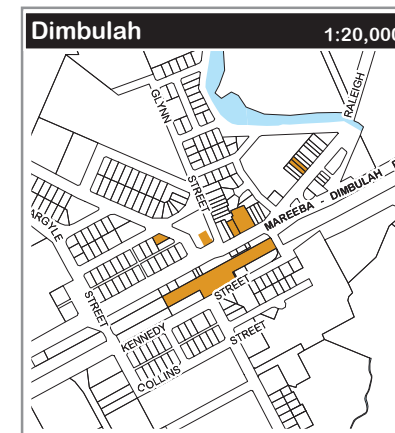 Dimbulah
1:20,000
GLYNN
STREET
RALEIGH
MAREEBA - DIMBULAH
ARGYLE
STREET
KENNEDY
STREET
COLLINS
STREET